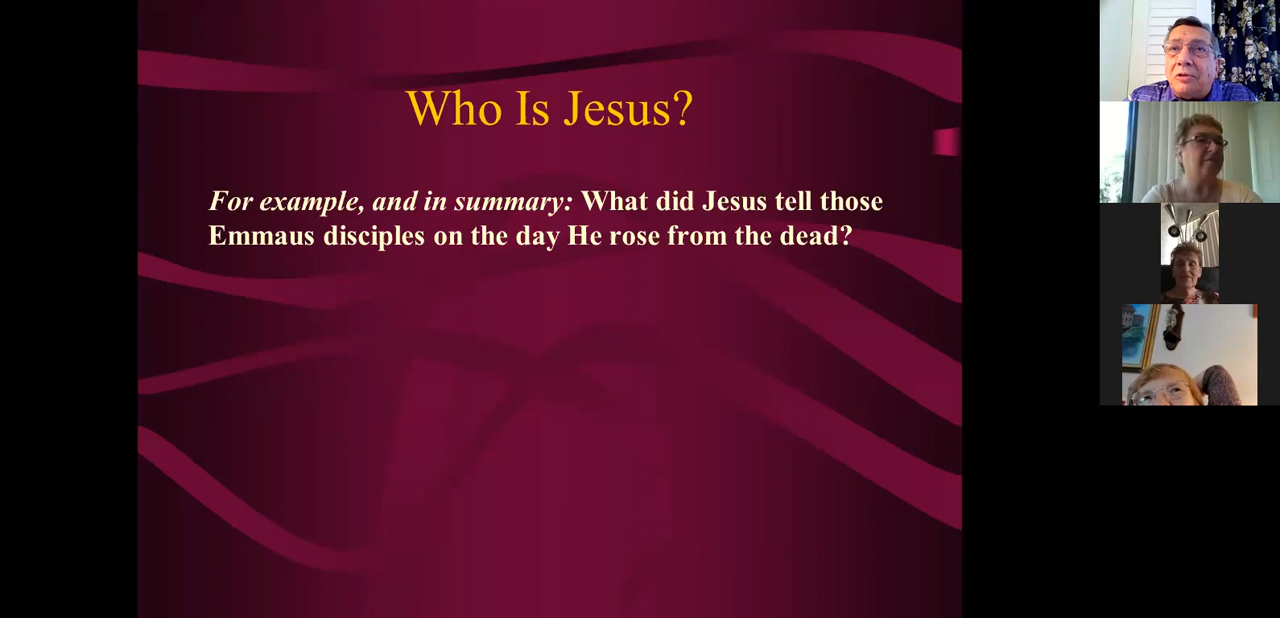 Who Is Jesus?
For example, and in summary: What did Jesus tell those
Emmaus disciples on the day He rose from the dead?